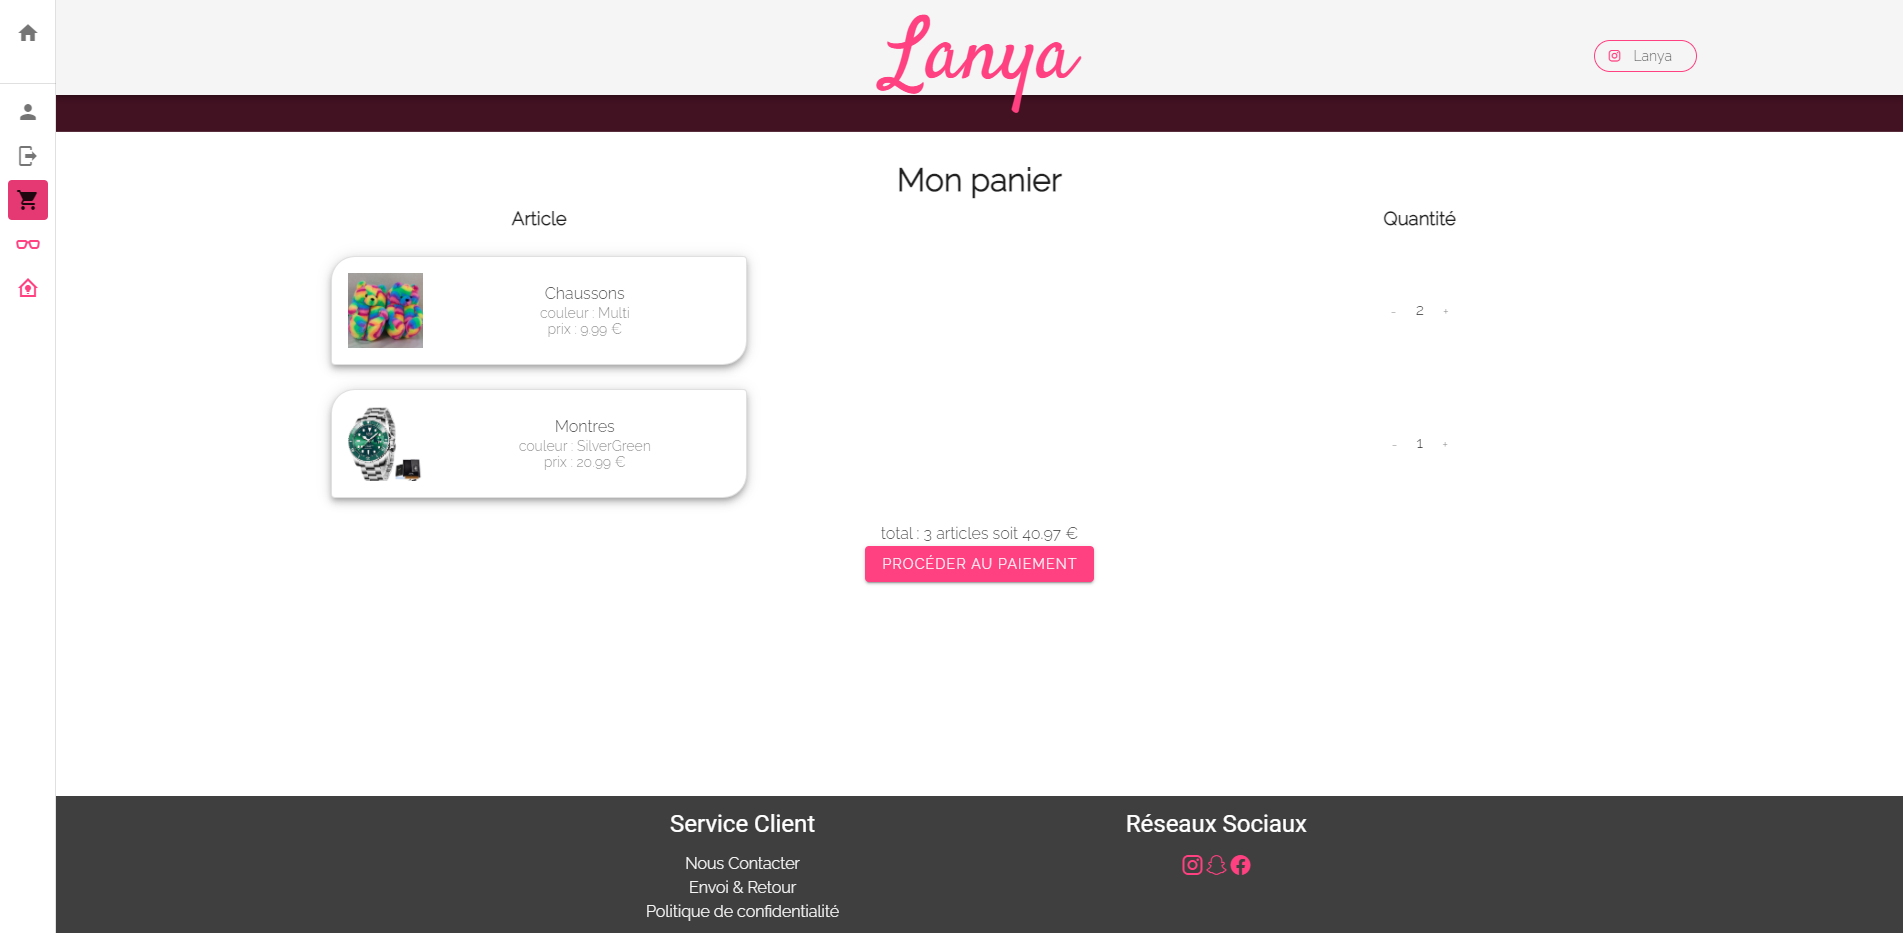 Lanya
Lanya
Mon panier
Article
Quantité
Chaussons
couleur : Multi
prix : 9.99 €
- 2 +
Montres
couleur : SilverGreen
prix : 20.99 €
- 1 +
total : 3 articles soit 40.97 €
PROCÉDER AU PAIEMENT
Service Client
Réseaux Sociaux
Nous Contacter
Envoi & Retour
Politique de confidentialité